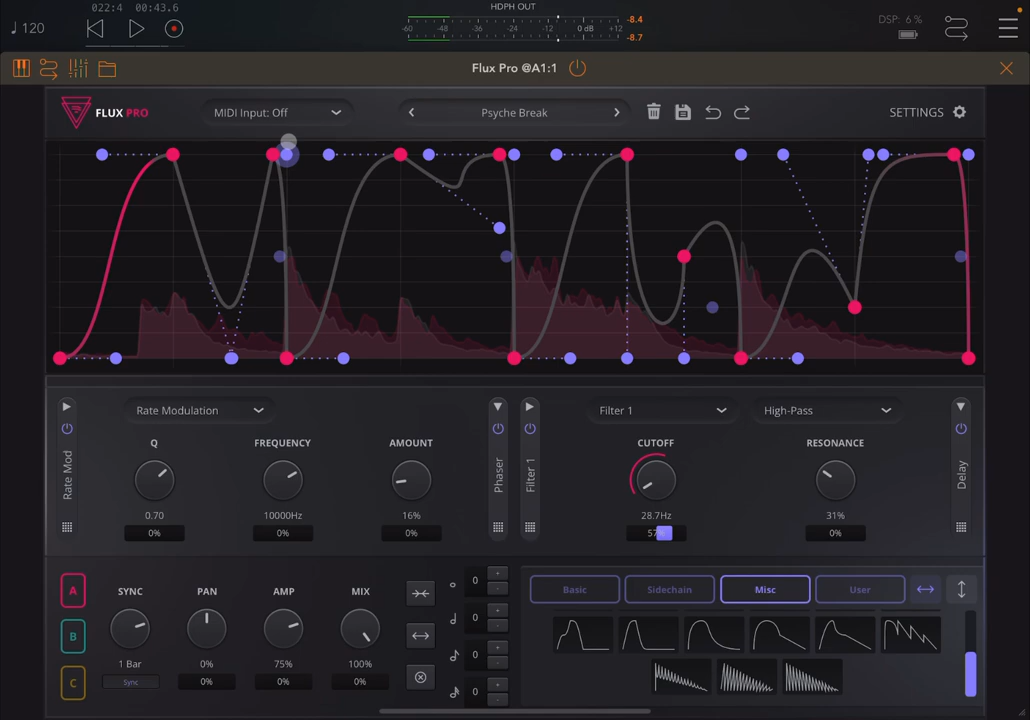 022:4 00:43.6
HDPH OUT
♩120
-60 -48 -36 -24 -12 0 dB +12
-8.4
-8.7
DSP: 6 %
Flux Pro @A1:1
FLUX PRO
MIDI Input: Off
Psyche Break
SETTINGS
Rate Mod
Rate Modulation
Q
FREQUENCY
AMOUNT
0.70
10000Hz
16%
0%
0%
0%
Phaser
Filter 1
Filter 1
High-Pass
CUTOFF
RESONANCE
28.7Hz
31%
57%
0%
Delay
A
B
C
SYNC
PAN
AMP
MIX
1 Bar
0%
75%
100%
Sync
0%
0%
0%
0 + -
0 + -
0 + -
0 + -
Basic
Sidechain
Misc
User